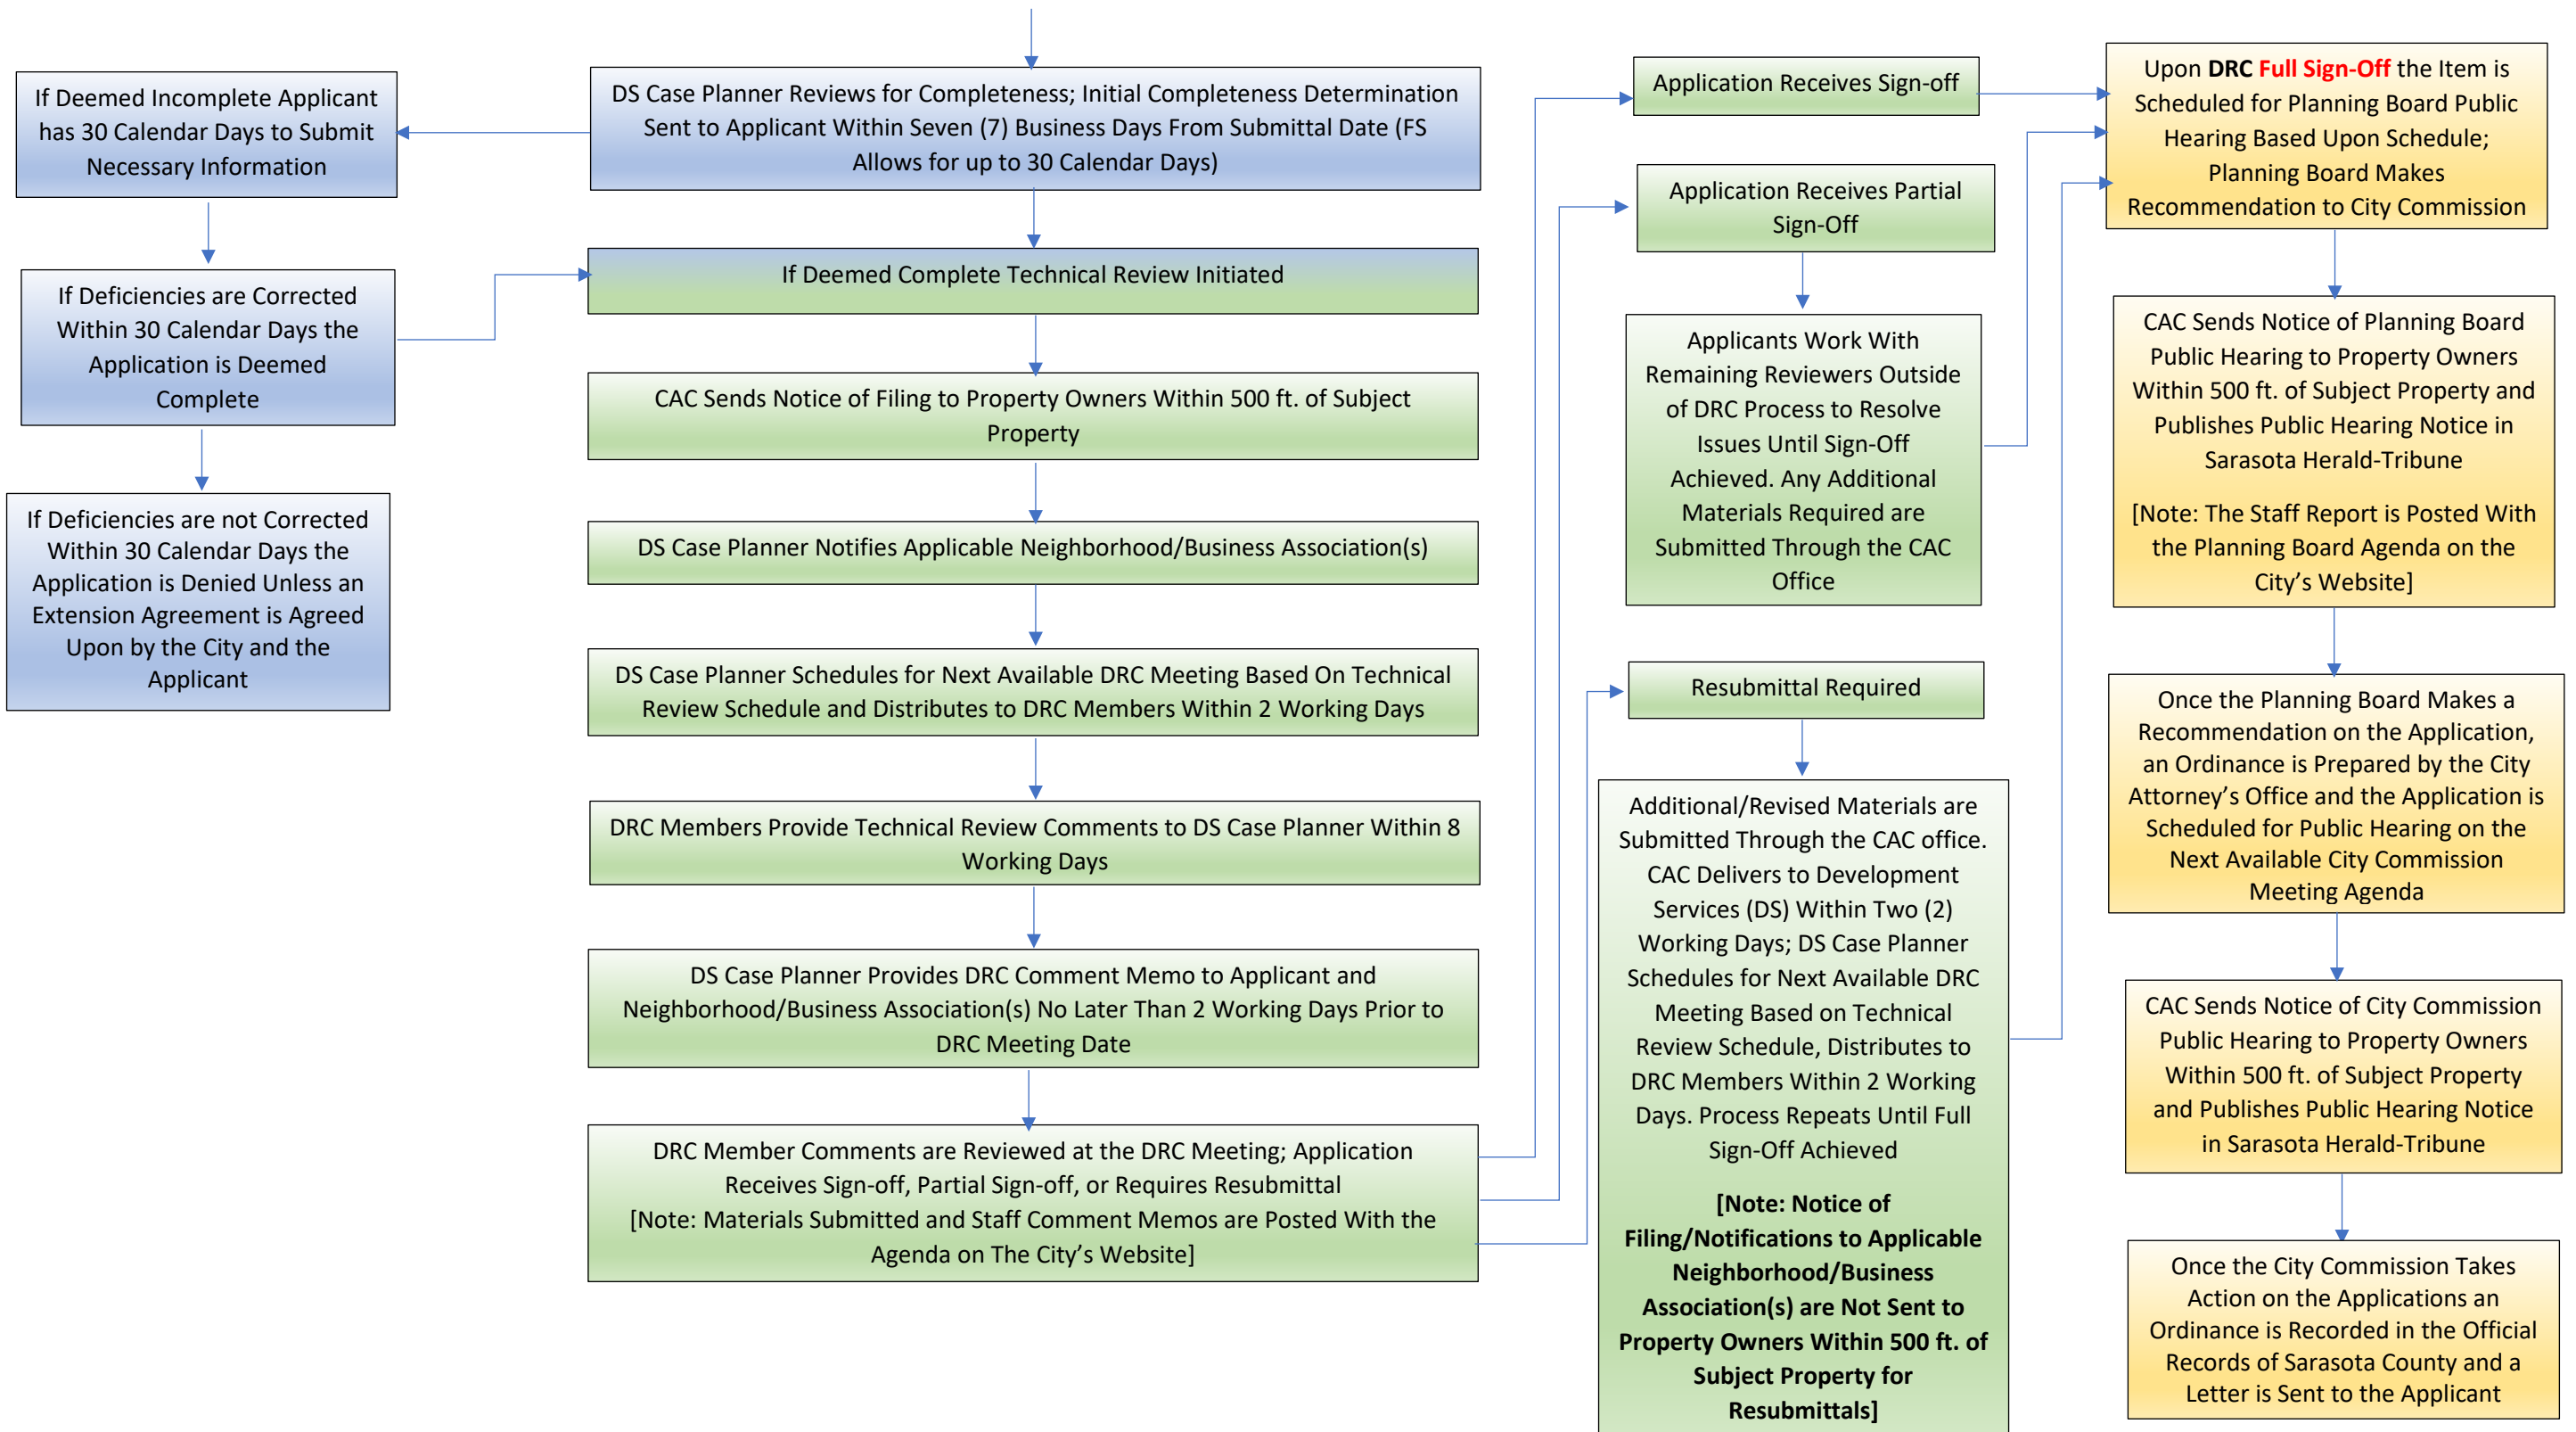 If Deemed Incomplete Applicant
has 30 Calendar Days to Submit
Necessary Information
If Deficiencies are Corrected
Within 30 Calendar Days the
Application is Deemed
Complete
If Deficiencies are not Corrected
Within 30 Calendar Days the
Application is Denied Unless an
Extension Agreement is Agreed
Upon by the City and the
Applicant
DS Case Planner Reviews for Completeness; Initial Completeness Determination
Sent to Applicant Within Seven (7) Business Days From Submittal Date (FS
Allows for up to 30 Calendar Days)
If Deemed Complete Technical Review Initiated
CAC Sends Notice of Filing to Property Owners Within 500 ft. of Subject
Property
DS Case Planner Notifies Applicable Neighborhood/Business Association(s)
DS Case Planner Schedules for Next Available DRC Meeting Based On Technical
Review Schedule and Distributes to DRC Members Within 2 Working Days
DRC Members Provide Technical Review Comments to DS Case Planner Within 8
Working Days
DS Case Planner Provides DRC Comment Memo to Applicant and
Neighborhood/Business Association(s) No Later Than 2 Working Days Prior to
DRC Meeting Date
DRC Member Comments are Reviewed at the DRC Meeting; Application
Receives Sign-off, Partial Sign-off, or Requires Resubmittal
[Note: Materials Submitted and Staff Comment Memos are Posted With the
Agenda on The City's Website]
Application Receives Sign-off
Application Receives Partial
Sign-Off
Applicants Work With
Remaining Reviewers Outside
of DRC Process to Resolve
Issues Until Sign-Off
Achieved. Any Additional
Materials Required are
Submitted Through the CAC
Office
Resubmittal Required
Additional/Revised Materials are
Submitted Through the CAC office.
CAC Delivers to Development
Services (DS) Within Two (2)
Working Days; DS Case Planner
Schedules for Next Available DRC
Meeting Based on Technical
Review Schedule, Distributes to
DRC Members Within 2 Working
Days. Process Repeats Until Full
Sign-Off Achieved
[Note: Notice of
Filing/Notifications to Applicable
Neighborhood/Business
Association(s) are Not Sent to
Property Owners Within 500 ft. of
Subject Property for
Resubmittals]
Upon DRC Full Sign-Off the Item is
Scheduled for Planning Board Public
Hearing Based Upon Schedule;
Planning Board Makes
Recommendation to City Commission
CAC Sends Notice of Planning Board
Public Hearing to Property Owners
Within 500 ft. of Subject Property and
Publishes Public Hearing Notice in
Sarasota Herald-Tribune
[Note: The Staff Report is Posted With
the Planning Board Agenda on the
City's Website]
Once the Planning Board Makes a
Recommendation on the Application,
an Ordinance is Prepared by the City
Attorney's Office and the Application is
Scheduled for Public Hearing on the
Next Available City Commission
Meeting Agenda
CAC Sends Notice of City Commission
Public Hearing to Property Owners
Within 500 ft. of Subject Property
and Publishes Public Hearing Notice
in Sarasota Herald-Tribune
Once the City Commission Takes
Action on the Applications an
Ordinance is Recorded in the Official
Records of Sarasota County and a
Letter is Sent to the Applicant